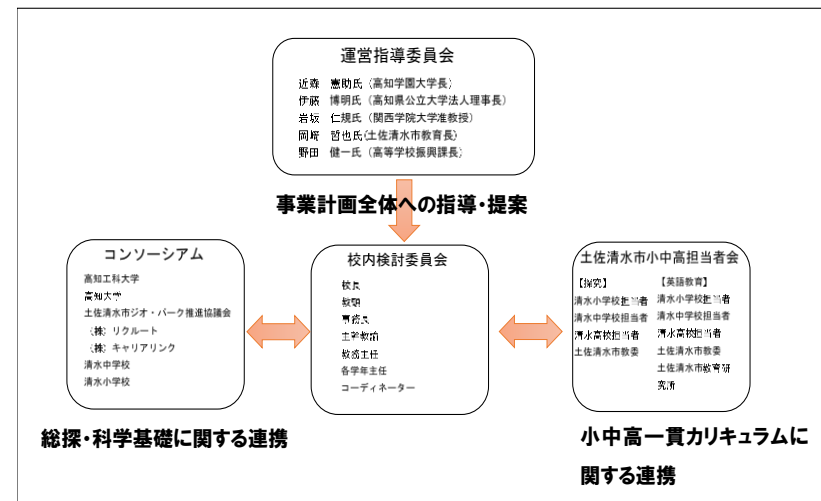 運営指導委員会
近森 憲助氏(高知学園大学長)
伊藤 博明氏(高知県公立大学法人理事長)
岩坂 仁規氏(関西学院大学准教授)
岡﨑 哲也氏(土佐清水市教育長)
野田 健一氏(高等学校振興課長)
事業計画全体への指導・提案
コンソーシアム
高知工科大学
高知大学
土佐清水市ジオ・パーク推進協議会
(株)リクルート
(株)キャリアリンク
清水中学校
清水小学校
総探・科学基礎に関する連携
校内検討委員会
校長
教頭
事務長
主幹教諭
教務主任
各学年主任
コーディネーター
土佐清水市小中高担当者会
【探究】
清水小学校担当者
清水中学校担当者
清水高校担当者
土佐清水市教委
【英語教育】
清水小学校担当者
清水中学校担当者
清水高校担当者
土佐清水市教委
土佐清水市教育研
究所
小中高一貫カリキュラムに
関する連携